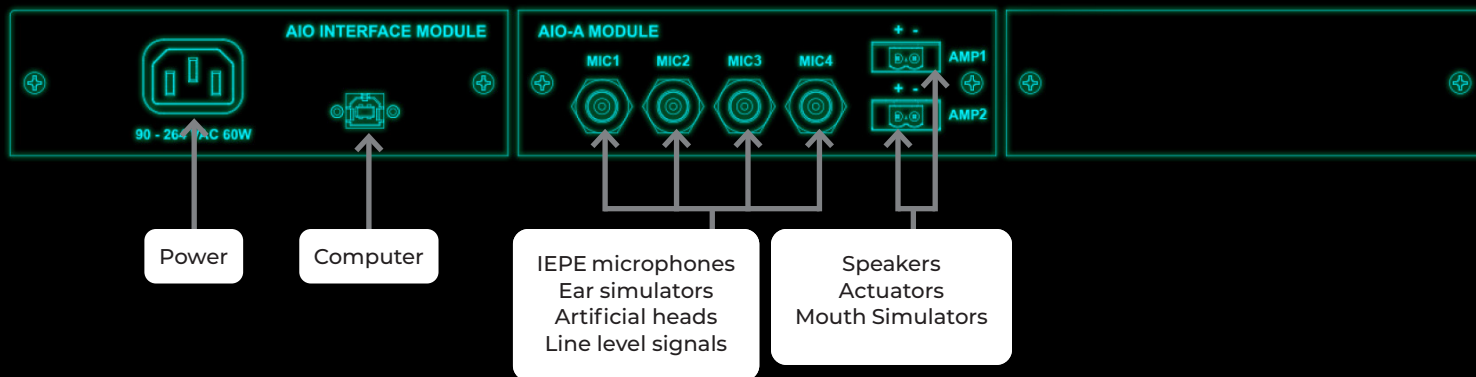 AIO INTERFACE MODULE
90 - 264 VAC 60W
AIO-A MODULE
MIC1 MIC2 MIC3 MIC4
+ -
AMP1
+ -
AMP2
Power
Computer
IEPE microphones
Ear simulators
Artificial heads
Line level signals
Speakers
Actuators
Mouth Simulators